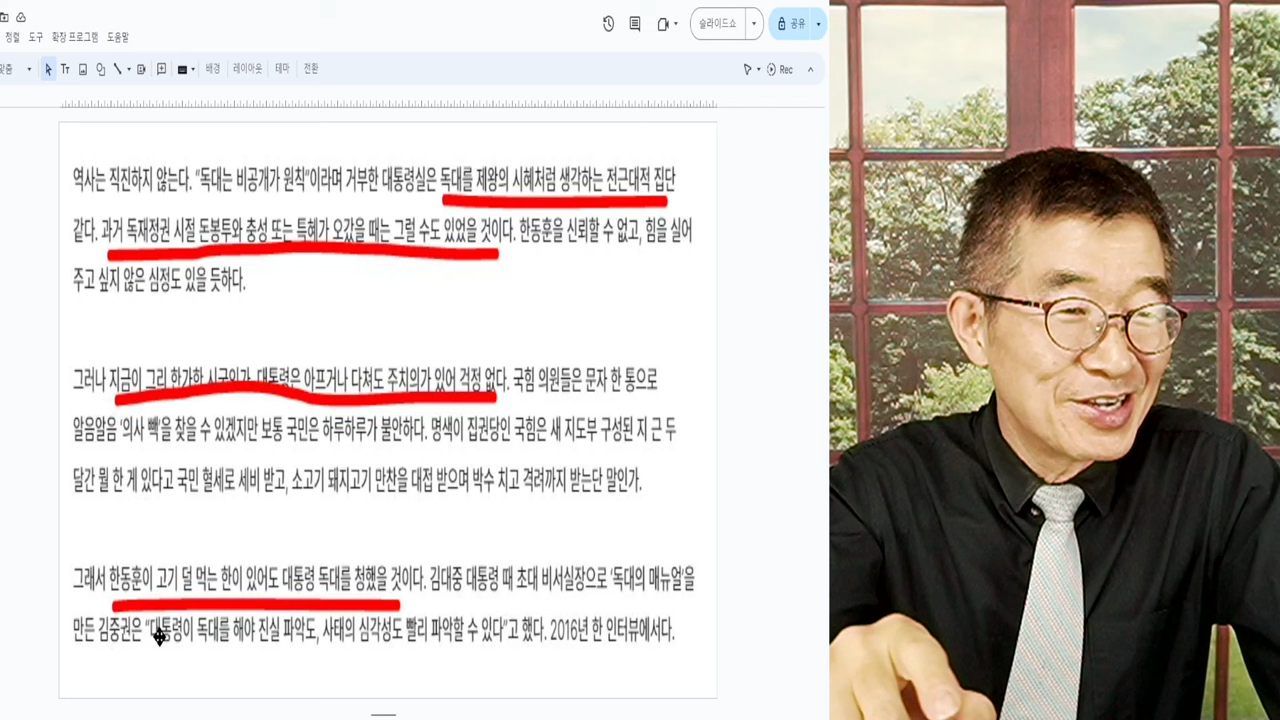 정렬 도구 확장 프로그램 도움말
슬라이드쇼
공유
맞춤
배경 레이아웃 테마 전환
Rec
역사는 직진하지 않는다. “독대는 비공개가 원칙”이라며 거부한 대통령실은 독대를 제왕의 시혜처럼 생각하는 전근대적 집단
같다. 과거 독재정권 시절 돈봉투와 충성 또는 특혜가 오갔을 때는 그럴 수도 있었을 것이다. 한동훈을 신뢰할 수 없고, 힘을 실어
주고 싶지 않은 심정도 있을 듯하다.
그러나 지금이 그리 한가한 시국인가. 대통령은 아프거나 다쳐도 주치의가 있어 걱정 없다. 국힘 의원들은 문자 한 통으로
알음알음 ‘의사 빽’을 찾을 수 있겠지만 보통 국민은 하루하루가 불안하다. 명색이 집권당인 국힘은 새 지도부 구성된 지 근 두
달간 뭘 한 게 있다고 국민 혈세로 세비 받고, 소고기 돼지고기 만찬을 대접 받으며 박수 치고 격려까지 받는단 말인가.
그래서 한동훈이 고기 덜 먹는 한이 있어도 대통령 독대를 청했을 것이다. 김대중 대통령 때 초대 비서실장으로 ‘독대의 매뉴얼’을
만든 김중권은 “대통령이 독대를 해야 진실 파악도, 사태의 심각성도 빨리 파악할 수 있다”고 했다. 2016년 한 인터뷰에서다.